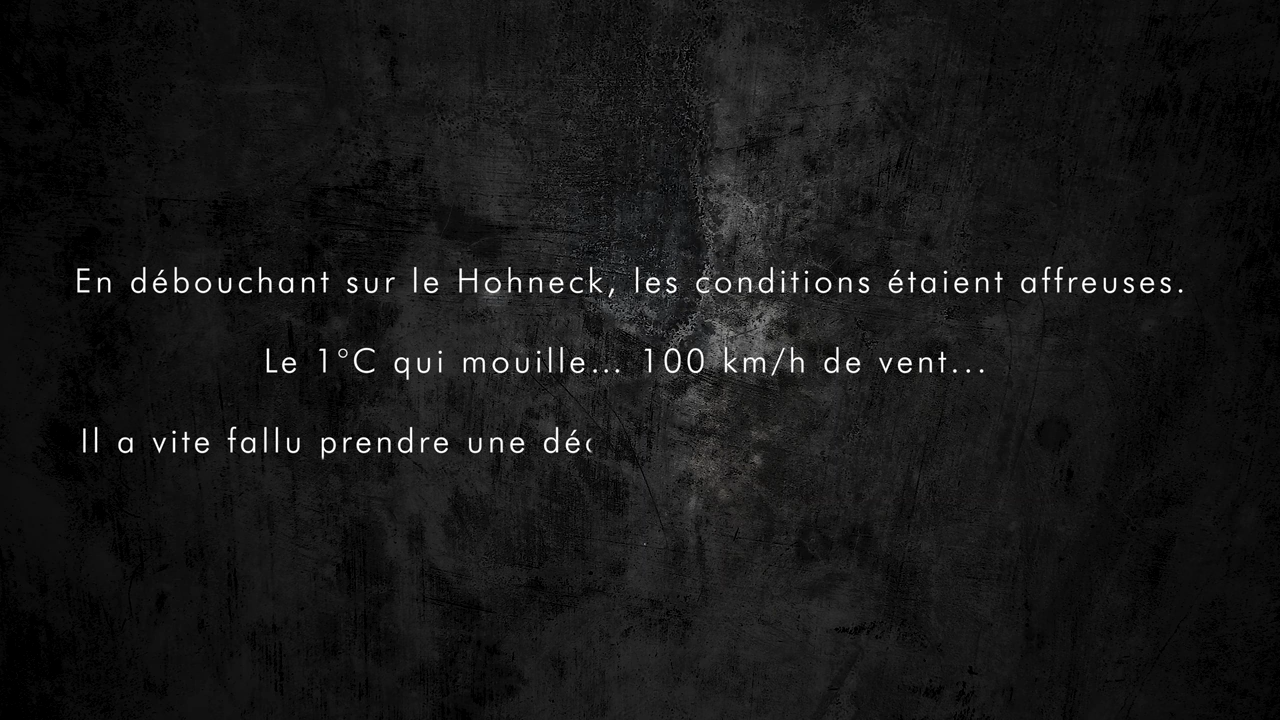 En débouchant sur le Hohneck, les conditions étaient affreuses.
Le 1°C qui mouille... 100 km/h de vent...
Il a vite fallu prendre une